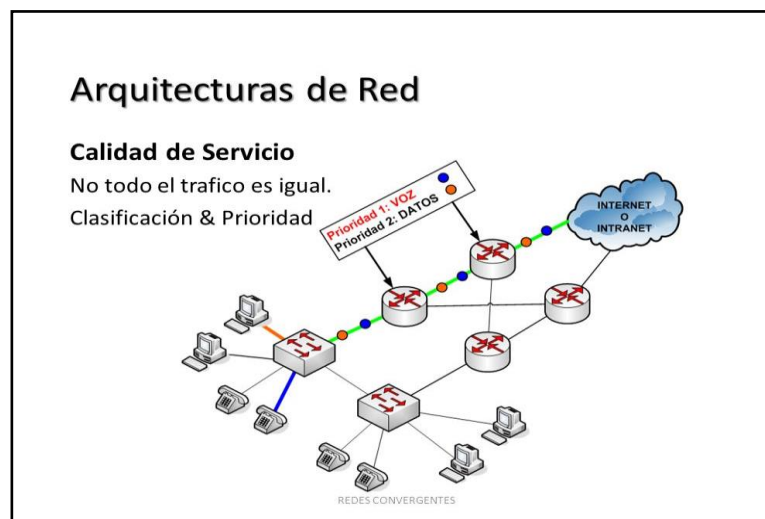 Arquitecturas de Red
Calidad de Servicio
No todo el trafico es igual.
Clasificación & Prioridad
Prioridad 1: VOZ
Prioridad 2: DATOS
INTERNET
O
INTRANET
REDES CONVERGENTES